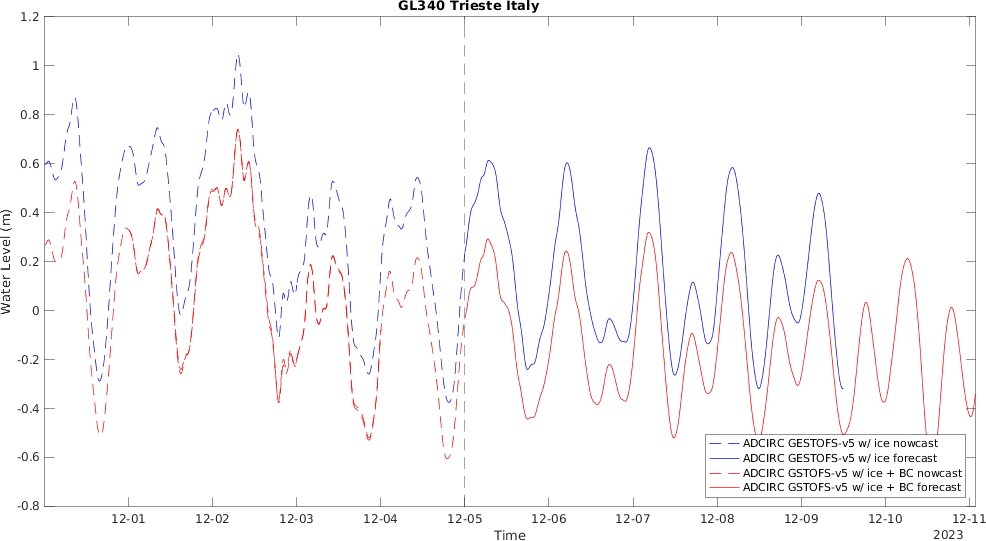 GL340 Trieste Italy
1.2
1
0.8
0.6
0.4
0.2
0
-0.2
-0.4
-0.6
-0.8
Water Level (m)
12-01 12-02 12-03 12-04 12-05 12-06 12-07 12-08 12-09 12-10 12-11
Time
2023
ADCIRC GESTOFS-v5 w/ ice nowcast
ADCIRC GESTOFS-v5 w/ ice forecast
ADCIRC GSTOFS-v5 w/ ice + BC nowcast
ADCIRC GSTOFS-v5 w/ ice + BC forecast